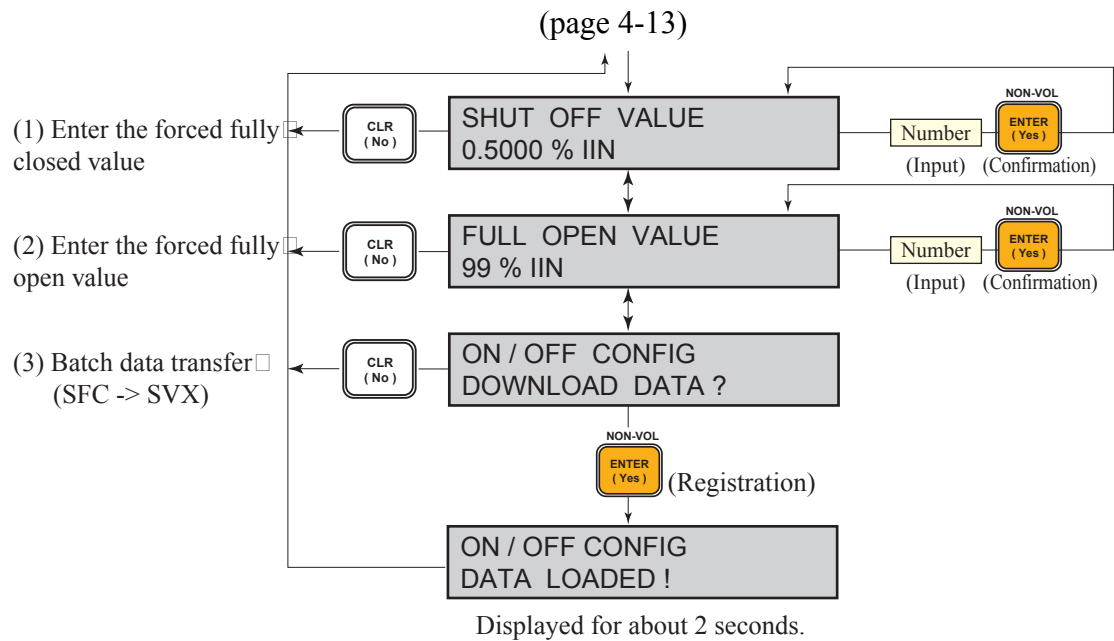 (page 4-13)
(1) Enter the forced fully
closed value
CLR
( No )
SHUT OFF VALUE
0.5000 % IIN
Number
(Input)
NON-VOL
ENTER
( Yes )
(Confirmation)
(2) Enter the forced fully
open value
CLR
( No )
FULL OPEN VALUE
99 % IIN
Number
(Input)
NON-VOL
ENTER
( Yes )
(Confirmation)
(3) Batch data transfer
(SFC -> SVX)
CLR
( No )
ON / OFF CONFIG
DOWNLOAD DATA ?
NON-VOL
ENTER
( Yes )
(Registration)
ON / OFF CONFIG
DATA LOADED !
Displayed for about 2 seconds.